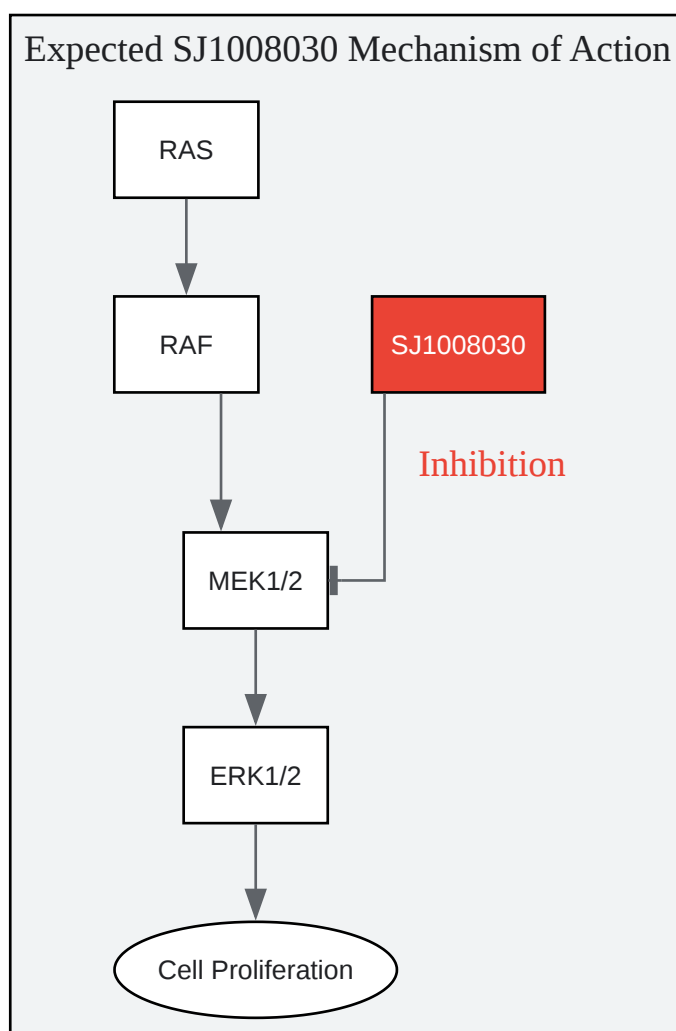 Expected SJ1008030 Mechanism of Action
RAS
RAF
SJ1008030
Inhibition
MEK1/2
ERK1/2
Cell Proliferation